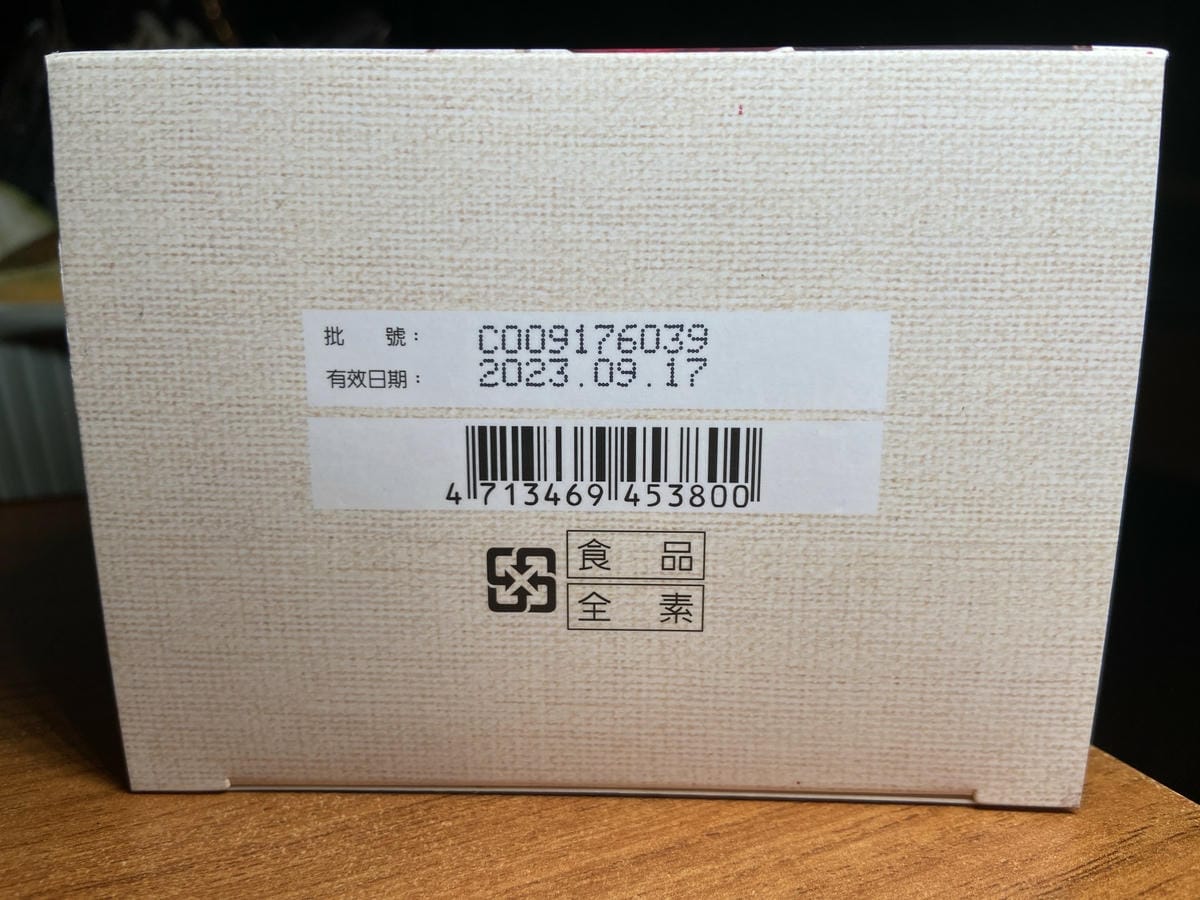 批 號： C009176039
有效日期： 2023.09.17
4 713469 453800
食 品
全 素